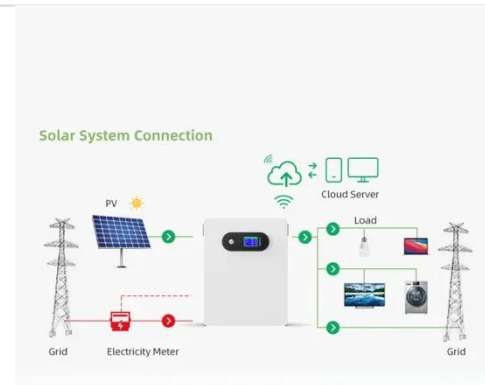 Solar System Connection
Cloud Server
PV
Load
Grid
Electricity Meter
Grid